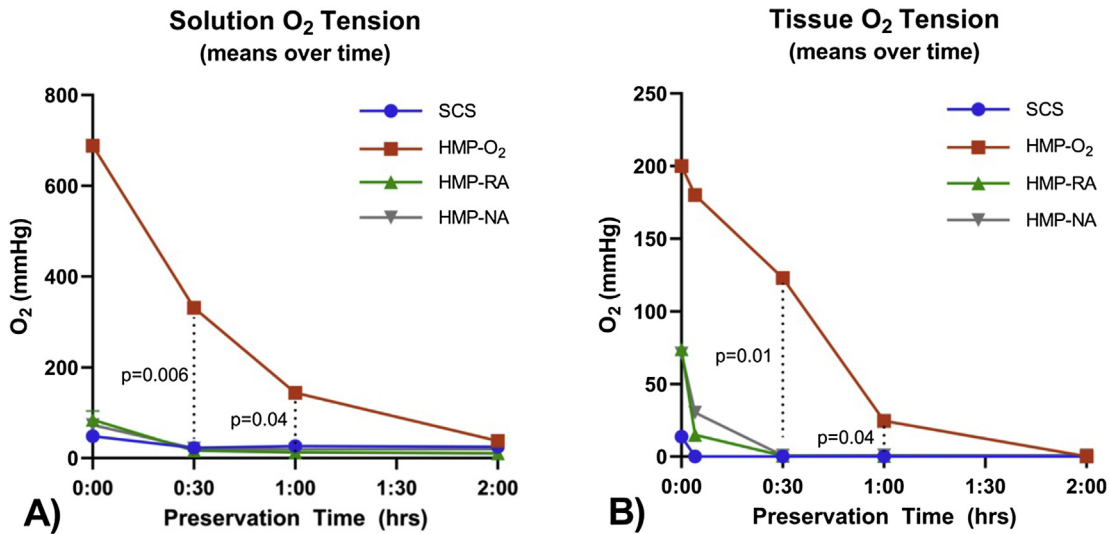 Solution O₂ Tension
(means over time)
800
600
400
200
0
O₂ (mmHg)
SCS
HMP-O₂
HMP-RA
HMP-NA
p=0.006
p=0.04
0:00 0:30 1:00 1:30 2:00
Preservation Time (hrs)
A)
Tissue O₂ Tension
(means over time)
250
200
150
100
50
0
O₂ (mmHg)
SCS
HMP-O₂
HMP-RA
HMP-NA
p=0.01
p=0.04
0:00 0:30 1:00 1:30 2:00
Preservation Time (hrs)
B)